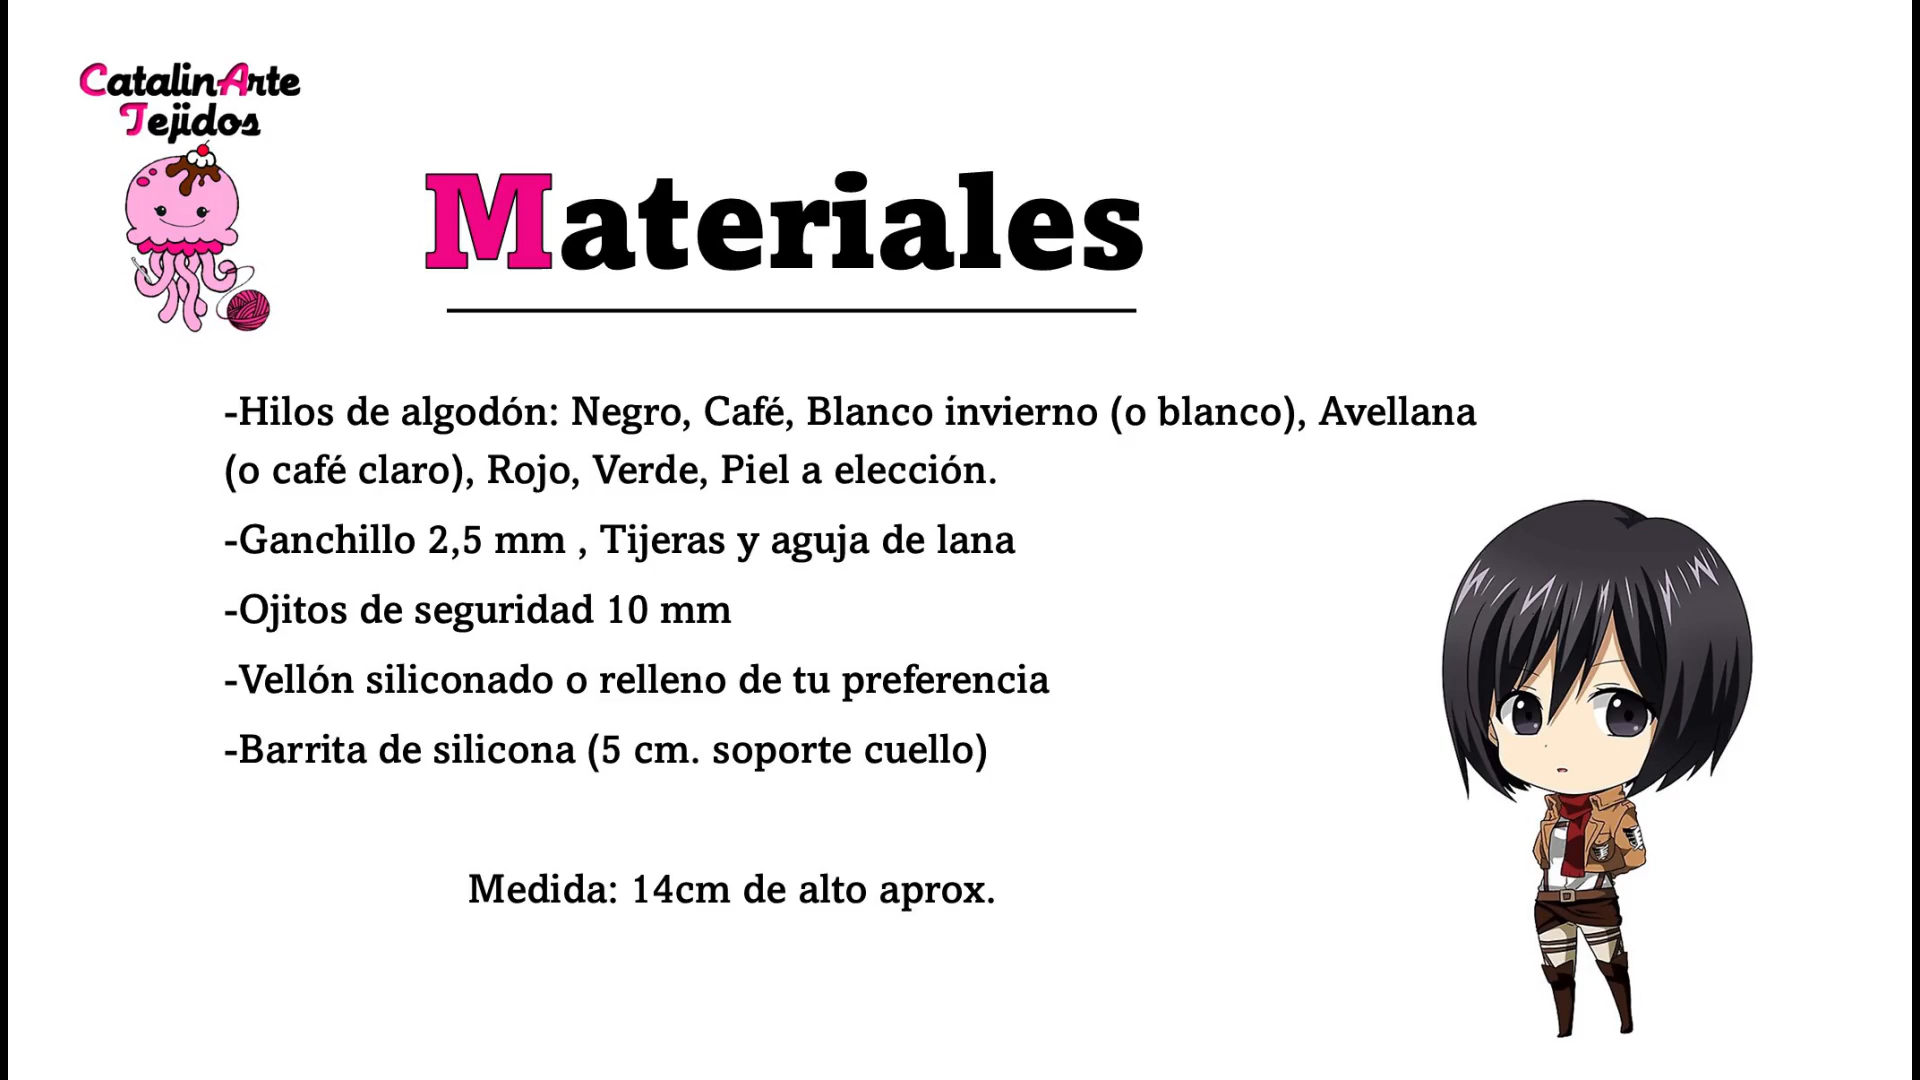 CatalinArte
Tejidos
Materiales
-Hilos de algodón: Negro, Café, Blanco invierno (o blanco), Avellana
(o café claro), Rojo, Verde, Piel a elección.
-Ganchillo 2,5 mm , Tijeras y aguja de lana
-Ojitos de seguridad 10 mm
-Vellón siliconado o relleno de tu preferencia
-Barrita de silicona (5 cm. soporte cuello)
Medida: 14cm de alto aprox.